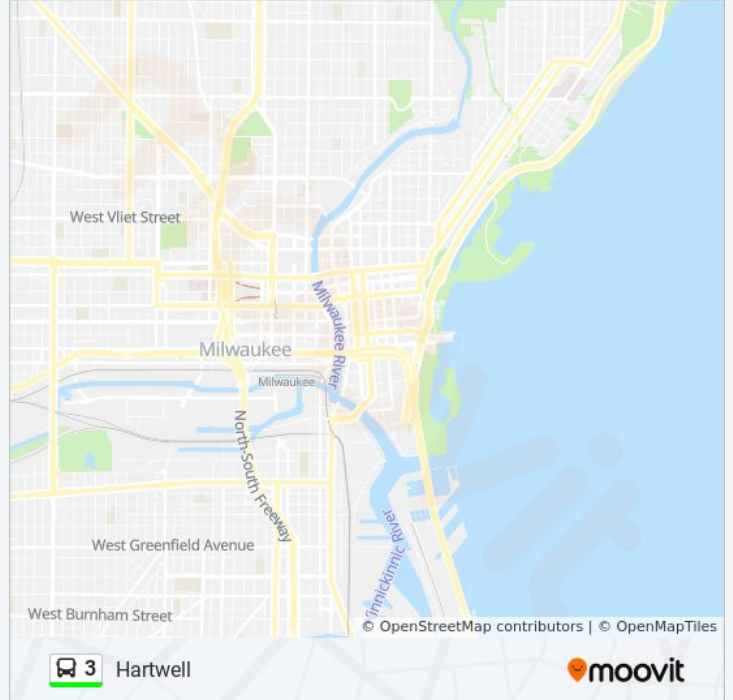 West Vliet Street
Milwaukee River
Milwaukee
Milwaukee
North-South Freeway
West Greenfield Avenue
innickinnic River
West Burnham Street
© OpenStreetMap contributors | © OpenMapTiles
3 Hartwell
moovit